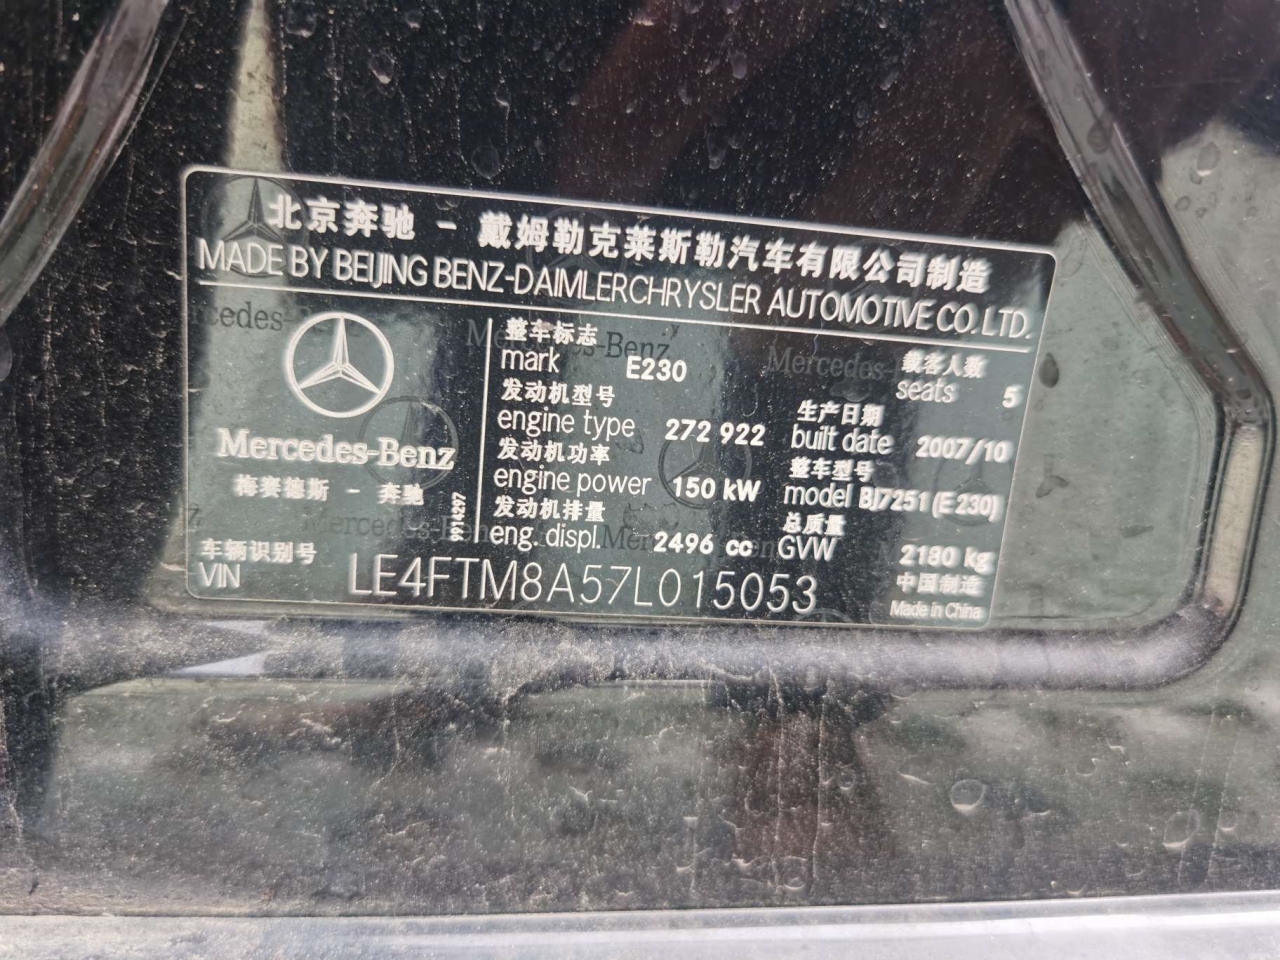 北京奔驰 - 戴姆勒克莱斯勒汽车有限公司制造
MADE BY BEIJING BENZ-DAIMLERCHRYSLER AUTOMOTIVE CO. LTD.
Mercedes-Benz
梅赛德斯 - 奔驰
9914297
整车标志
mark E230
载客人数
seats 5
发动机型号
engine type 272 922
生产日期
built date 2007/10
发动机功率
engine power 150 kW
整车型号
model BJ7251 (E 230)
发动机排量
eng. displ. 2496 cc
总质量
GVW 2180 kg
车辆识别号
VIN LE4FTM8A57L015053
中国制造
Made in China